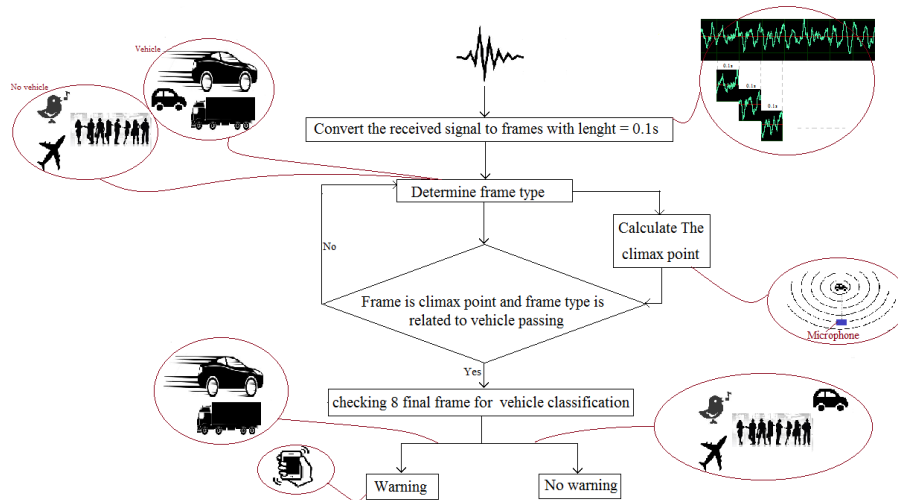 Vehicle
No vehicle
0.1s
0.1s
0.1s
Convert the received signal to frames with lenght = 0.1s
Determine frame type
Calculate The
climax point
No
Frame is climax point and frame type is
related to vehicle passing
Microphone
Yes
checking 8 final frame for vehicle classification
Warning
No warning